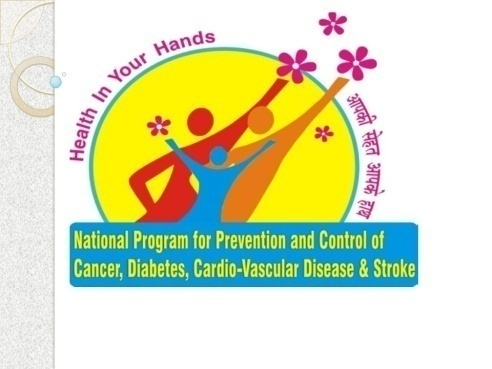 Health In Your Hands
आपकी सेहत आपके हाथ
National Program for Prevention and Control of
Cancer, Diabetes, Cardio-Vascular Disease & Stroke